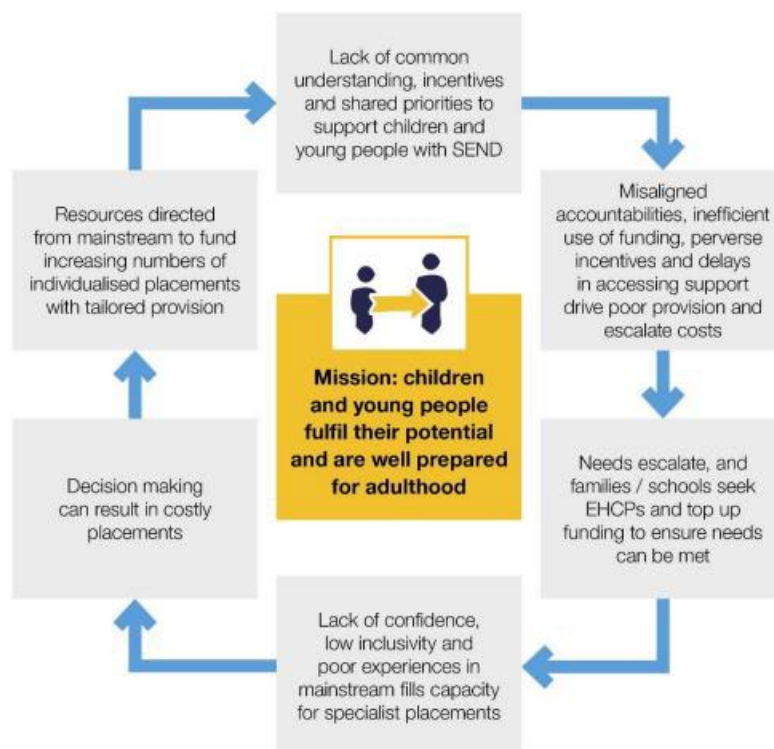 Lack of common
understanding, incentives
and shared priorities to
support children and
young people with SEND
Misaligned
accountabilities, inefficient
use of funding, perverse
incentives and delays
in accessing support
drive poor provision and
escalate costs
Needs escalate, and
families / schools seek
EHCPs and top up
funding to ensure needs
can be met
Lack of confidence,
low inclusivity and
poor experiences in
mainstream fills capacity
for specialist placements
Decision making
can result in costly
placements
Resources directed
from mainstream to fund
increasing numbers of
individualised placements
with tailored provision
Mission: children
and young people
fulfil their potential
and are well prepared
for adulthood